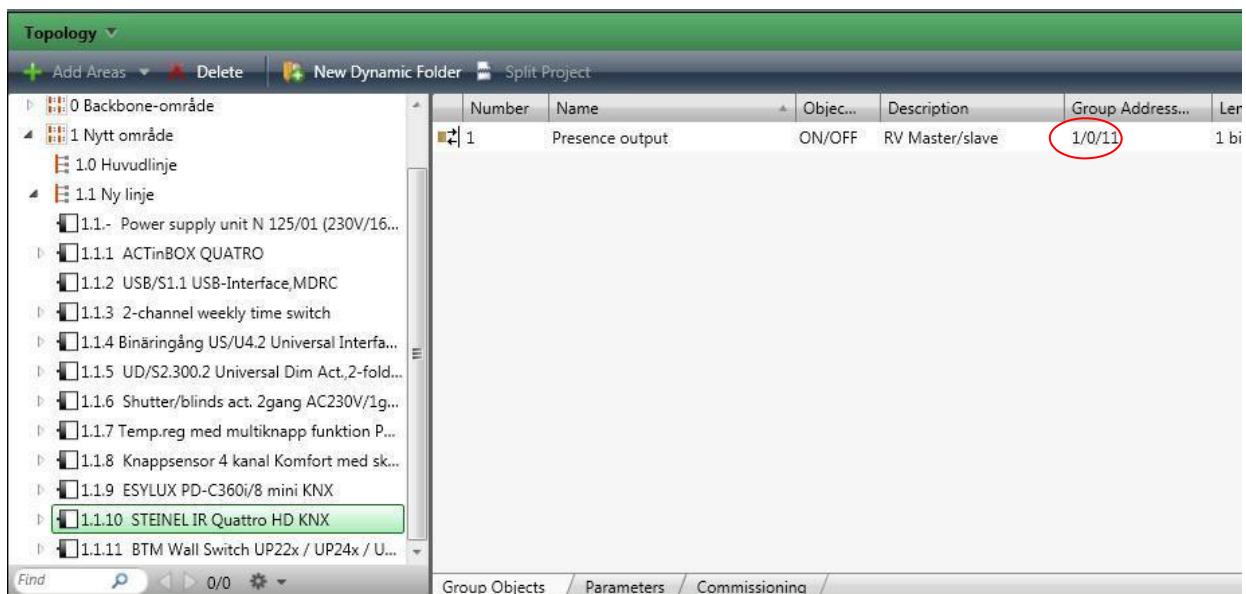 Topology
Add Areas Delete New Dynamic Folder Split Project
0 Backbone-område
1 Nytt område
1.0 Huvudlinje
1.1 Ny linje
1.1.- Power supply unit N 125/01 (230V/16...
1.1.1 ACTinBOX QUATRO
1.1.2 USB/S1.1 USB-Interface,MDRC
1.1.3 2-channel weekly time switch
1.1.4 Binäringång US/U4.2 Universal Interfa...
1.1.5 UD/S2.300.2 Universal Dim Act.,2-fold...
1.1.6 Shutter/blinds act. 2gang AC230V/1g...
1.1.7 Temp.reg med multiknapp funktion P...
1.1.8 Knappsensor 4 kanal Komfort med sk...
1.1.9 ESYLUX PD-C360i/8 mini KNX
1.1.10 STEINEL IR Quattro HD KNX
1.1.11 BTM Wall Switch UP22x / UP24x / U...
Find 0/0
Number Name Objec... Description Group Address... Len
1 Presence output ON/OFF RV Master/slave 1/0/11 1 bi
Group Objects / Parameters / Commissioning /